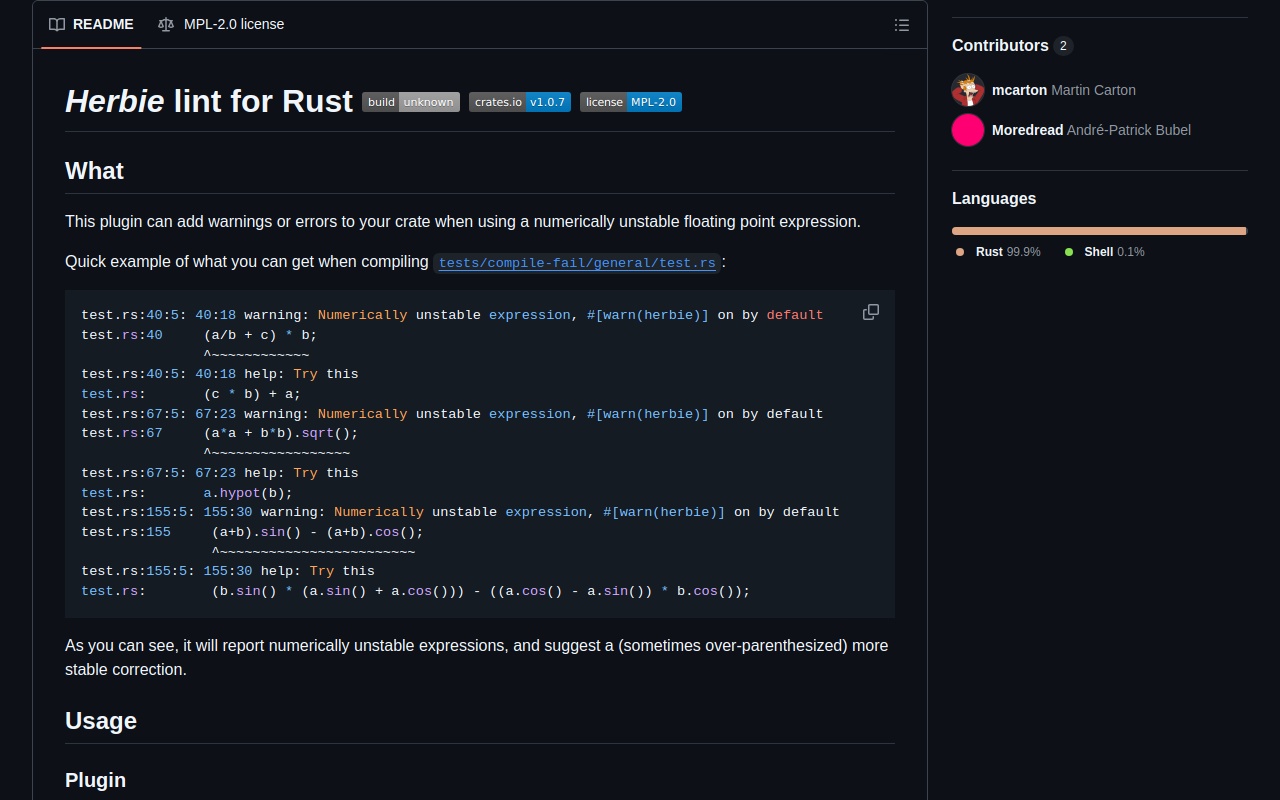 README
MPL-2.0 license
Herbie lint for Rust build unknown crates.io v1.0.7 license MPL-2.0
What
This plugin can add warnings or errors to your crate when using a numerically unstable floating point expression.
Quick example of what you can get when compiling tests/compile-fail/general/test.rs:
test.rs:40:5: 40:18 warning: Numerically unstable expression, #[warn(herbie)] on by default
test.rs:40     (a/b + c) * b;
               ^~~~~~~~~~~~~
test.rs:40:5: 40:18 help: Try this
test.rs:       (c * b) + a;
test.rs:67:5: 67:23 warning: Numerically unstable expression, #[warn(herbie)] on by default
test.rs:67     (a*a + b*b).sqrt();
               ^~~~~~~~~~~~~~~~~~
test.rs:67:5: 67:23 help: Try this
test.rs:       a.hypot(b);
test.rs:155:5: 155:30 warning: Numerically unstable expression, #[warn(herbie)] on by default
test.rs:155     (a+b).sin() - (a+b).cos();
                ^~~~~~~~~~~~~~~~~~~~~~~~~
test.rs:155:5: 155:30 help: Try this
test.rs:        (b.sin() * (a.sin() + a.cos())) - ((a.cos() - a.sin()) * b.cos());
As you can see, it will report numerically unstable expressions, and suggest a (sometimes over-parenthesized) more
stable correction.
Usage
Plugin
Contributors 2
mcarton Martin Carton
Moredread André-Patrick Bubel
Languages
Rust 99.9%
Shell 0.1%